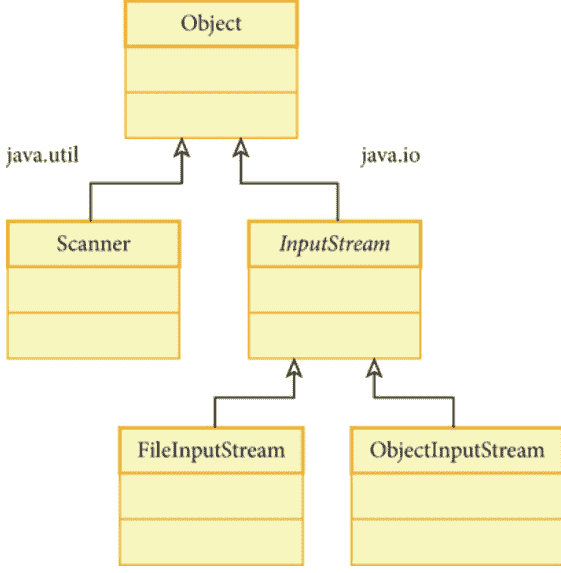 Object
java.util
java.io
Scanner
InputStream
FileInputStream
ObjectInputStream